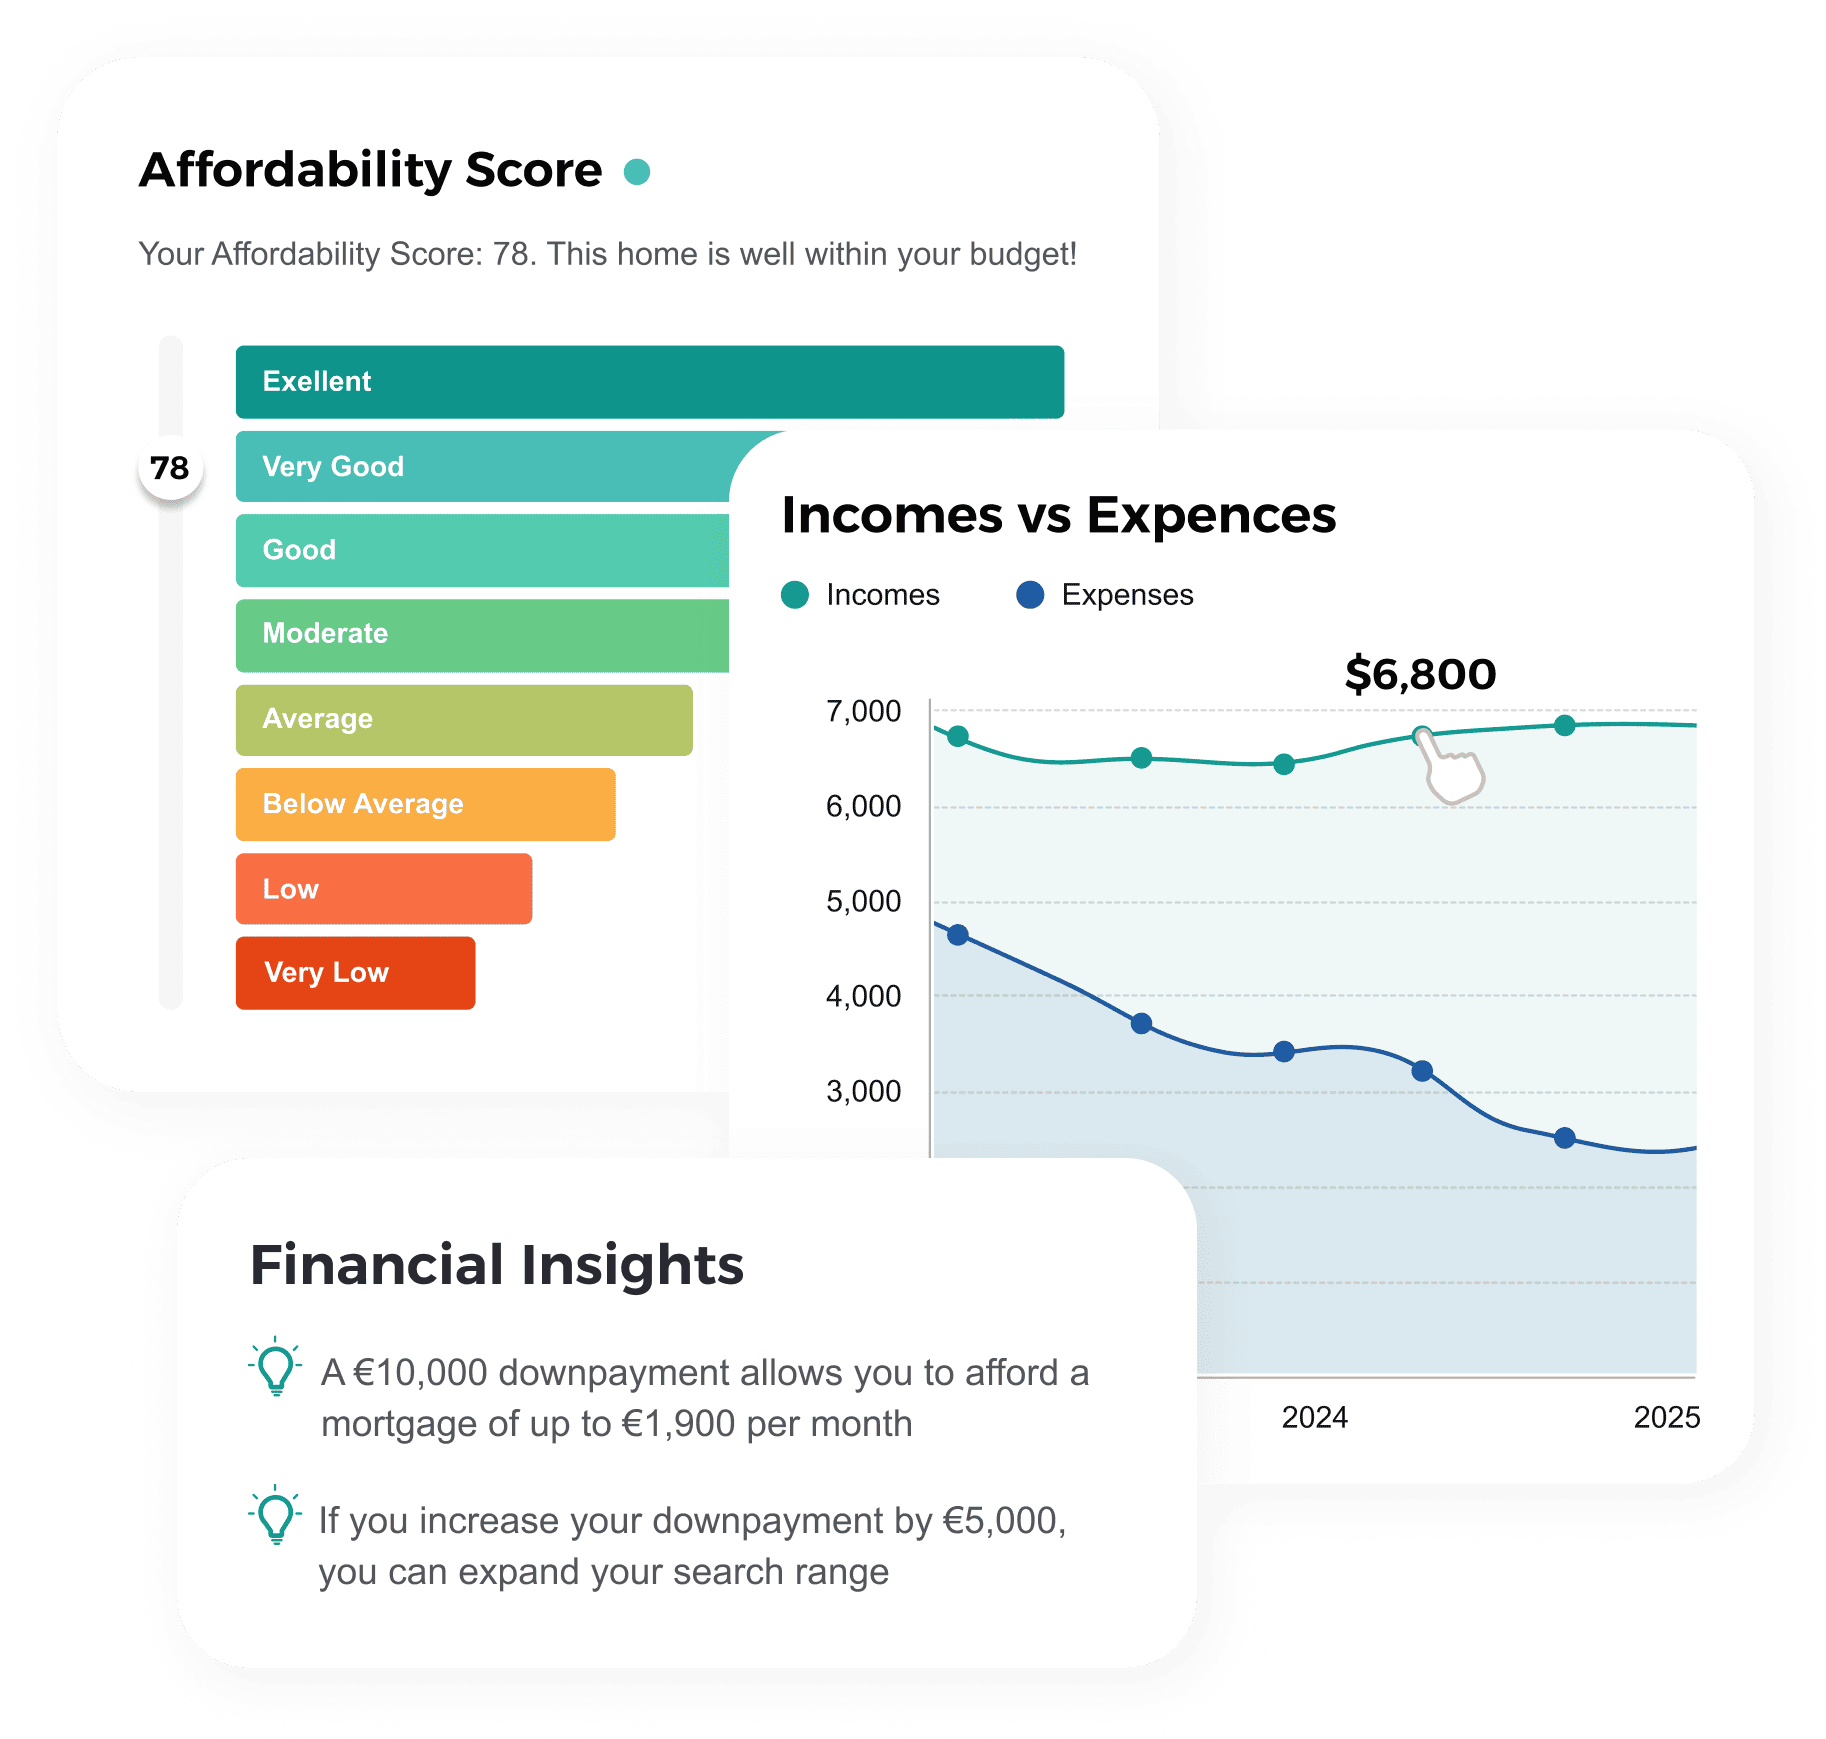 Affordability Score
Your Affordability Score: 78. This home is well within your budget!
78
Exellent
Very Good
Good
Moderate
Average
Below Average
Low
Very Low
Incomes vs Expences
Incomes
Expenses
$6,800
7,000
6,000
5,000
4,000
3,000
2024
2025
Financial Insights
A €10,000 downpayment allows you to afford a
mortgage of up to €1,900 per month
If you increase your downpayment by €5,000,
you can expand your search range